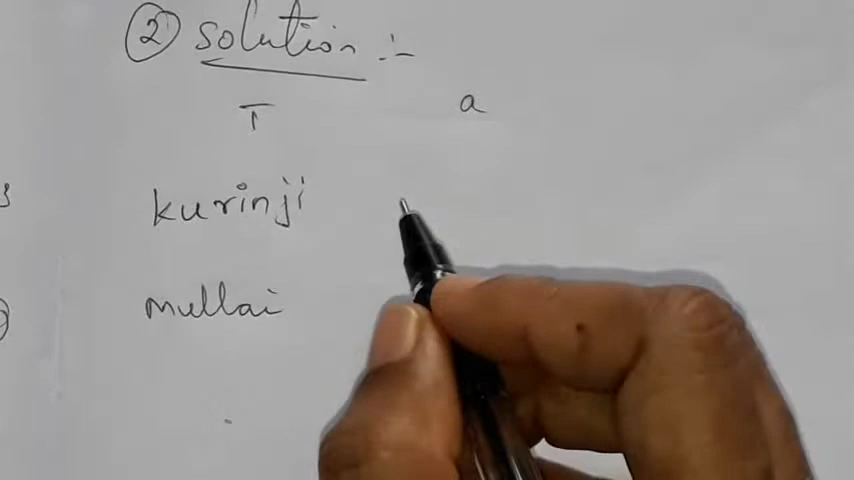 ② Solution :-
T a
kurinji
mullai